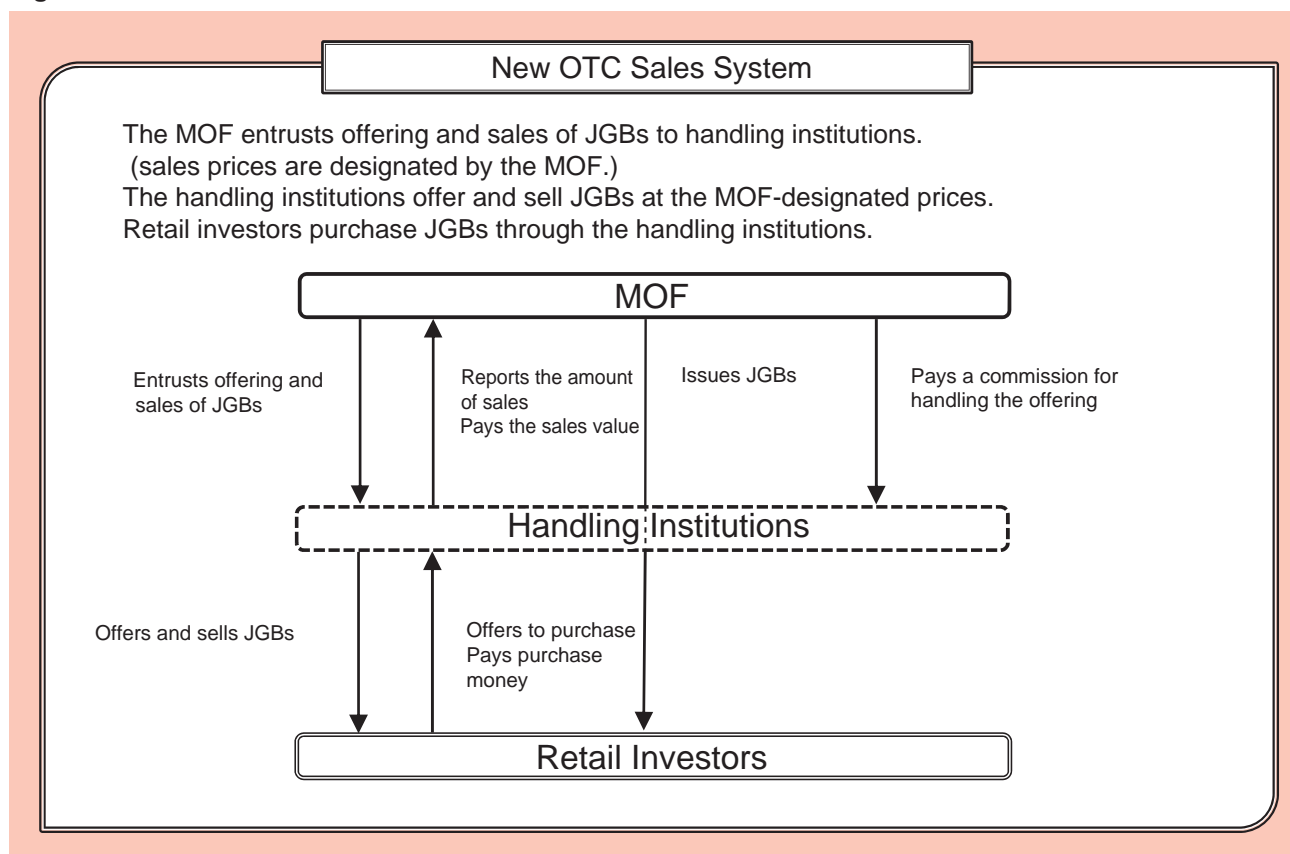 New OTC Sales System
The MOF entrusts offering and sales of JGBs to handling institutions.
(sales prices are designated by the MOF.)
The handling institutions offer and sell JGBs at the MOF-designated prices.
Retail investors purchase JGBs through the handling institutions.
MOF
Entrusts offering and
sales of JGBs
Reports the amount
of sales
Pays the sales value
Issues JGBs
Pays a commission for
handling the offering
Handling Institutions
Offers and sells JGBs
Offers to purchase
Pays purchase
money
Retail Investors